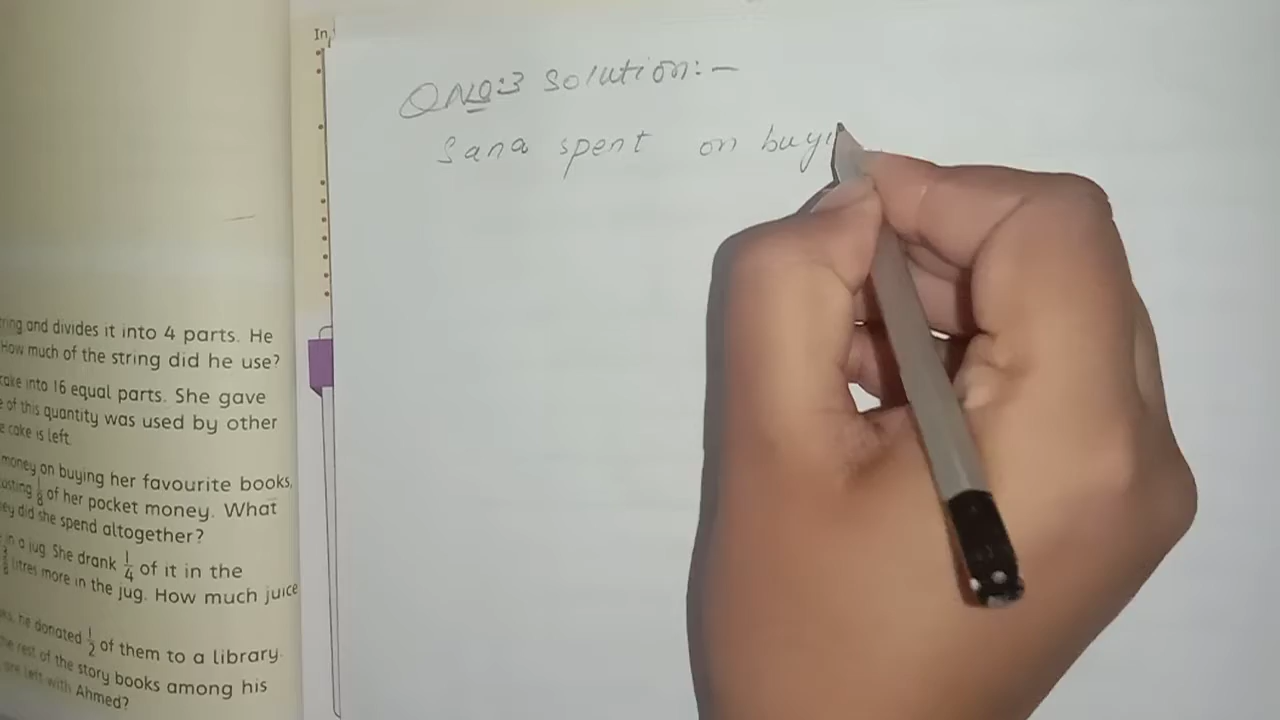 In
QNo:3 Solution:-
Sana spent on buyi
ring and divides it into 4 parts. He
How much of the string did he use?
cake into 16 equal parts. She gave
of this quantity was used by other
cake is left.
money on buying her favourite books,
costing 1/8 of her pocket money. What
did she spend altogether?
in a jug. She drank 1/4 of it in the
3/8 litres more in the jug. How much juice
he donated 1/2 of them to a library.
the rest of the story books among his
are left with Ahmed?